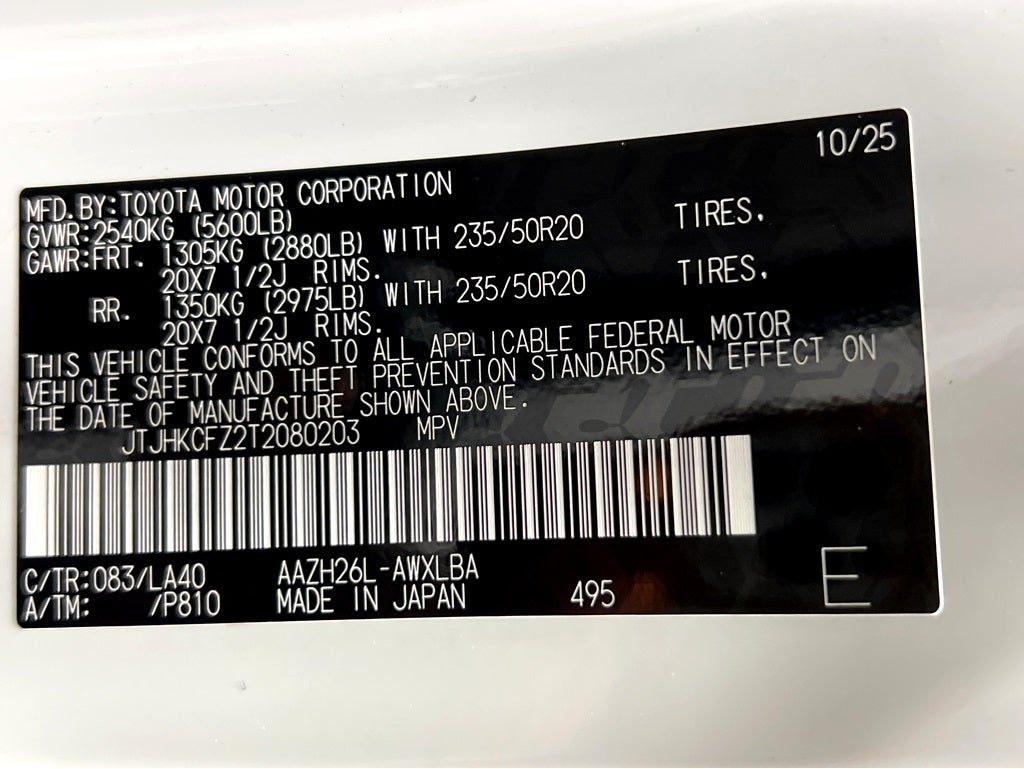 10/25
MFD.BY:TOYOTA MOTOR CORPORATION
GVWR:2540KG (5600LB)
GAWR:FRT. 1305KG (2880LB) WITH 235/50R20 TIRES.
20X7 1/2J RIMS.
RR. 1350KG (2975LB) WITH 235/50R20 TIRES.
20X7 1/2J RIMS.
THIS VEHICLE CONFORMS TO ALL APPLICABLE FEDERAL MOTOR
VEHICLE SAFETY AND THEFT PREVENTION STANDARDS IN EFFECT ON
THE DATE OF MANUFACTURE SHOWN ABOVE.
JTJHKCFZ2T2080203 MPV
C/TR:083/LA40 AAZH26L-AWXLBA
A/TM: /P810 MADE IN JAPAN 495 E